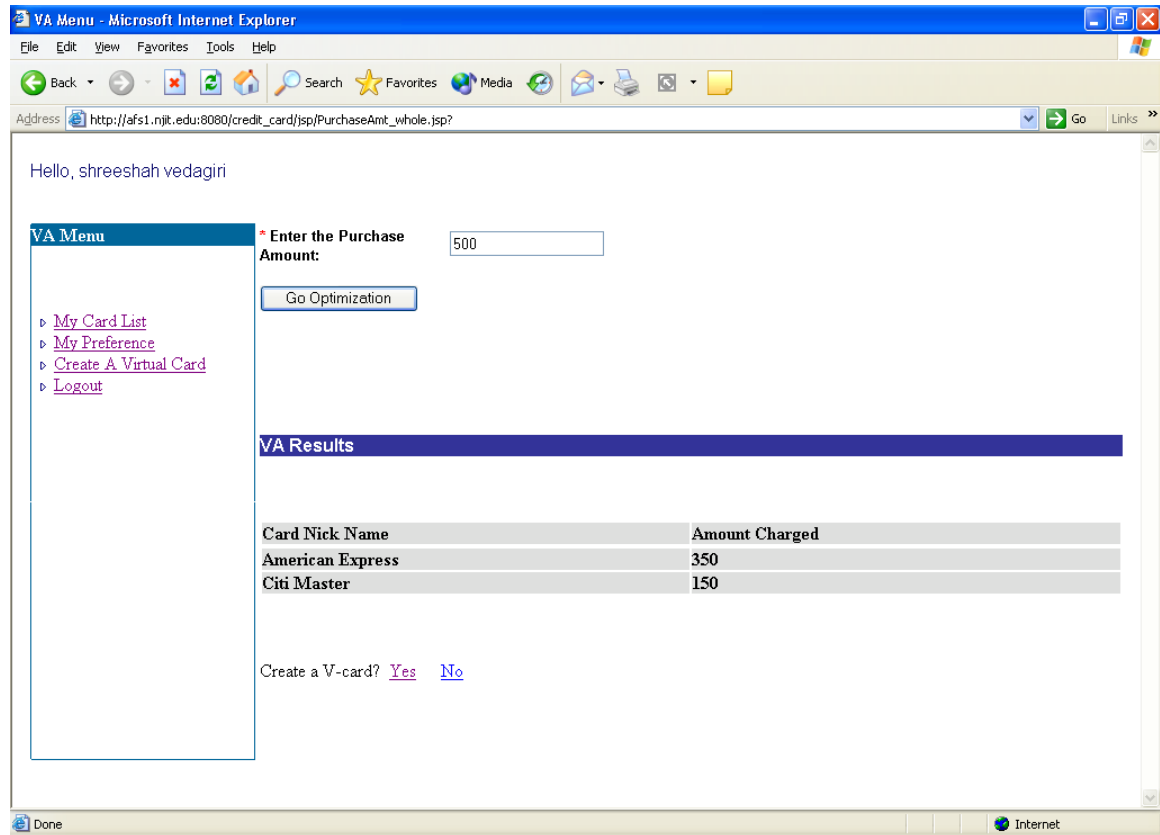 VA Menu - Microsoft Internet Explorer
File Edit View Favorites Tools Help
Back Search Favorites Media
Address http://afs1.njit.edu:8080/credit_card/jsp/PurchaseAmt_whole.jsp? Go Links »
Hello, shreeshah vedagiri
VA Menu
My Card List
My Preference
Create A Virtual Card
Logout
* Enter the Purchase
Amount:
500
Go Optimization
VA Results
Card Nick Name Amount Charged
American Express 350
Citi Master 150
Create a V-card? Yes No
Done Internet